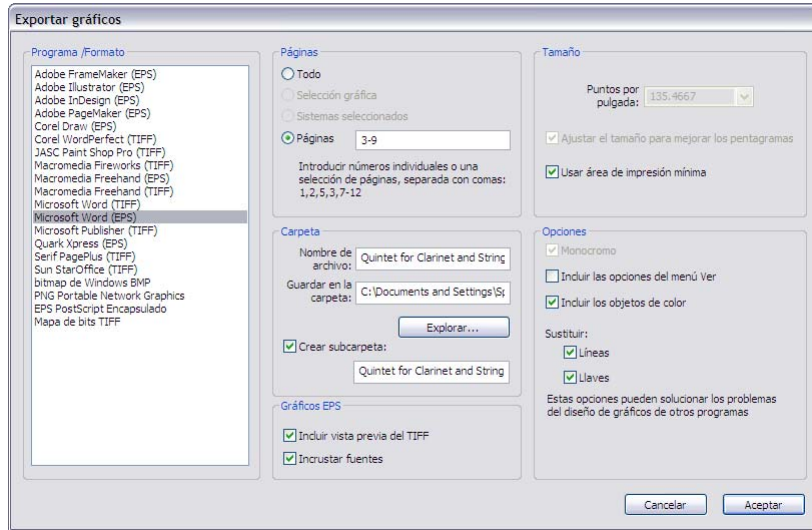 Exportar gráficos
Programa /Formato
Adobe FrameMaker (EPS)
Adobe Illustrator (EPS)
Adobe InDesign (EPS)
Adobe PageMaker (EPS)
Corel Draw (EPS)
Corel WordPerfect (TIFF)
JASC Paint Shop Pro (TIFF)
Macromedia Fireworks (TIFF)
Macromedia Freehand (EPS)
Macromedia Freehand (TIFF)
Microsoft Word (TIFF)
Microsoft Word (EPS)
Microsoft Publisher (TIFF)
Quark Xpress (EPS)
Serif PagePlus (TIFF)
Sun StarOffice (TIFF)
bitmap de Windows BMP
PNG Portable Network Graphics
EPS PostScript Encapsulado
Mapa de bits TIFF
Páginas
Todo
Selección gráfica
Sistemas seleccionados
Páginas 3-9
Introducir números individuales o una
selección de páginas, separada con comas:
1,2,5,3,7-12
Carpeta
Nombre de
archivo: Quintet for Clarinet and String
Guardar en la
carpeta: C:\Documents and Settings\Sp
Explorar...
Crear subcarpeta:
Quintet for Clarinet and String
Gráficos EPS
Incluir vista previa del TIFF
Incrustar fuentes
Tamaño
Puntos por
pulgada: 135.4667
Ajustar el tamaño para mejorar los pentagramas
Usar área de impresión mínima
Opciones
Monocromo
Incluir las opciones del menú Ver
Incluir los objetos de color
Sustituir:
Líneas
Llaves
Estas opciones pueden solucionar los problemas
del diseño de gráficos de otros programas
Cancelar
Aceptar